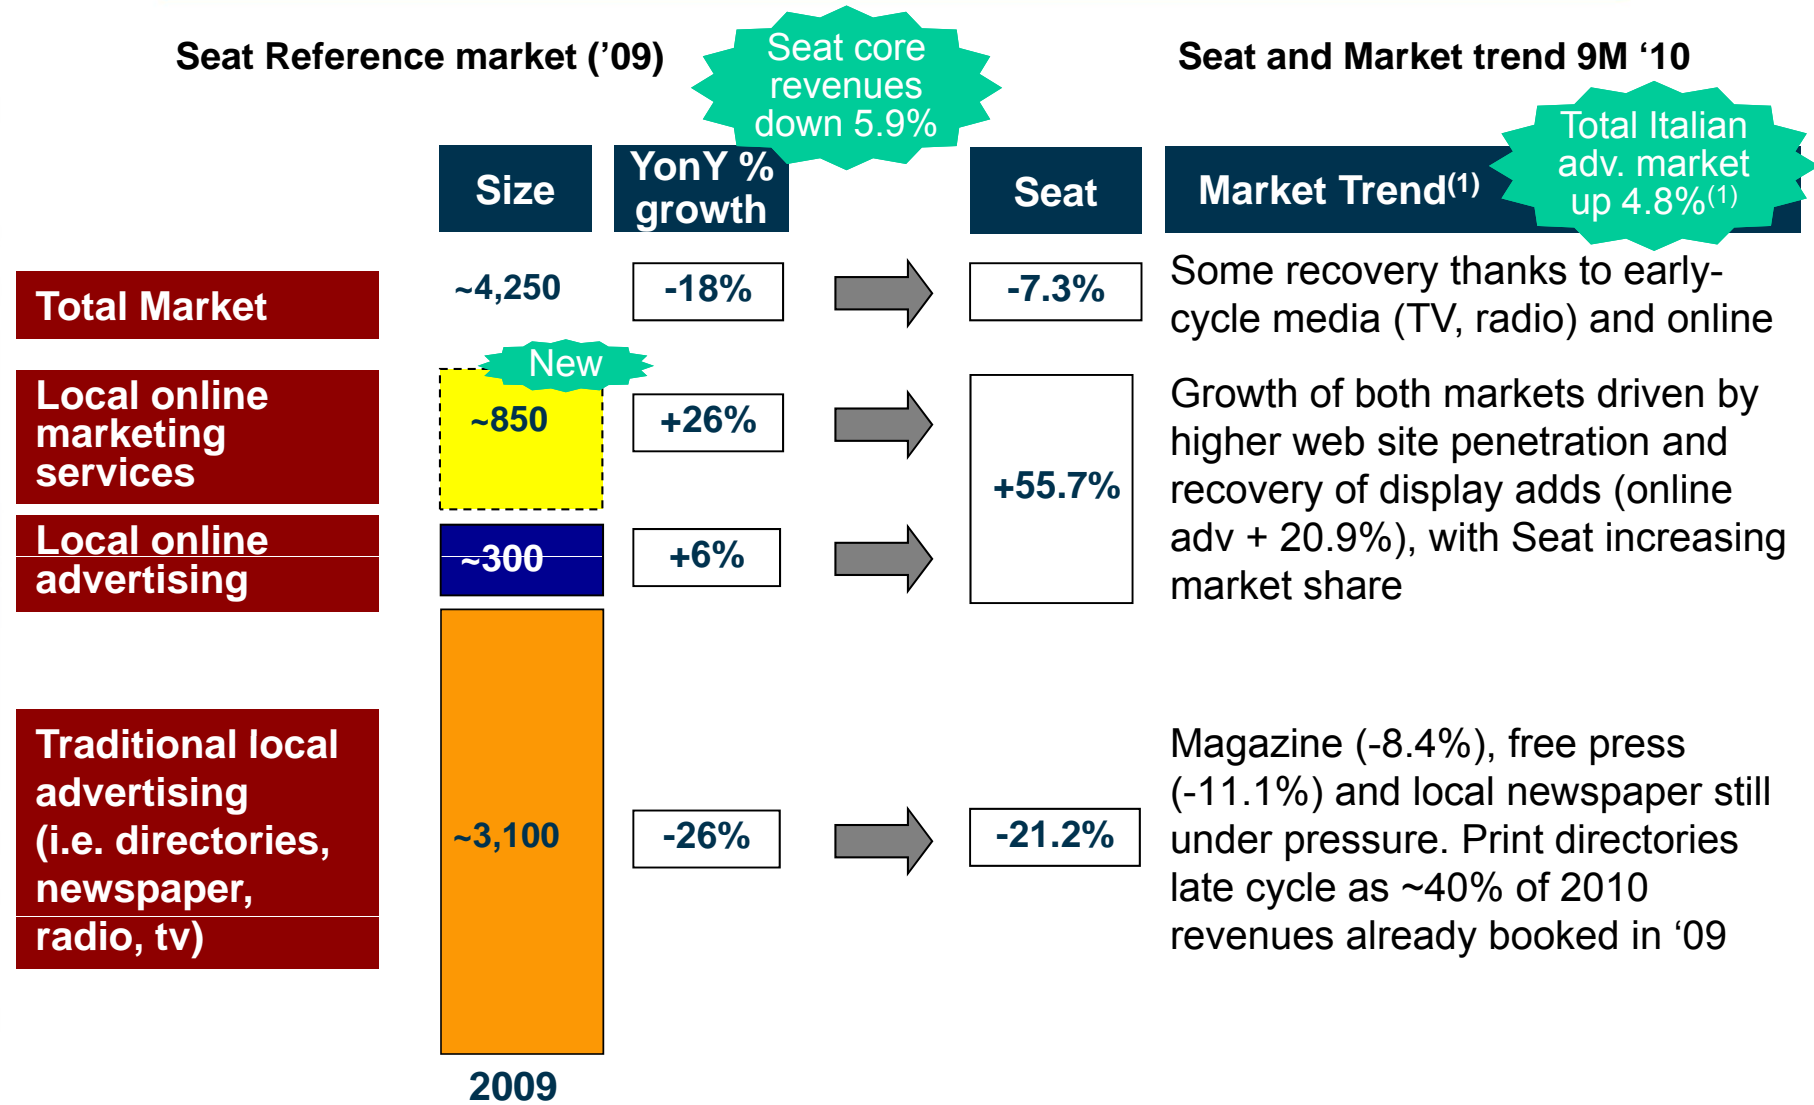 Seat Reference market (’09)
Seat core
revenues
down 5.9%
Seat and Market trend 9M ‘10
Total Italian
adv. market
up 4.8%(1)
Size
YonY %
growth
Seat
Market Trend(1)
Total Market
~4,250
-18%
-7.3%
Some recovery thanks to early-
cycle media (TV, radio) and online
New
Local online
marketing
services
~850
+26%
+55.7%
Growth of both markets driven by
higher web site penetration and
recovery of display adds (online
adv + 20.9%), with Seat increasing
market share
Local online
advertising
~300
+6%
Traditional local
advertising
(i.e. directories,
newspaper,
radio, tv)
~3,100
-26%
-21.2%
Magazine (-8.4%), free press
(-11.1%) and local newspaper still
under pressure. Print directories
late cycle as ~40% of 2010
revenues already booked in ‘09
2009